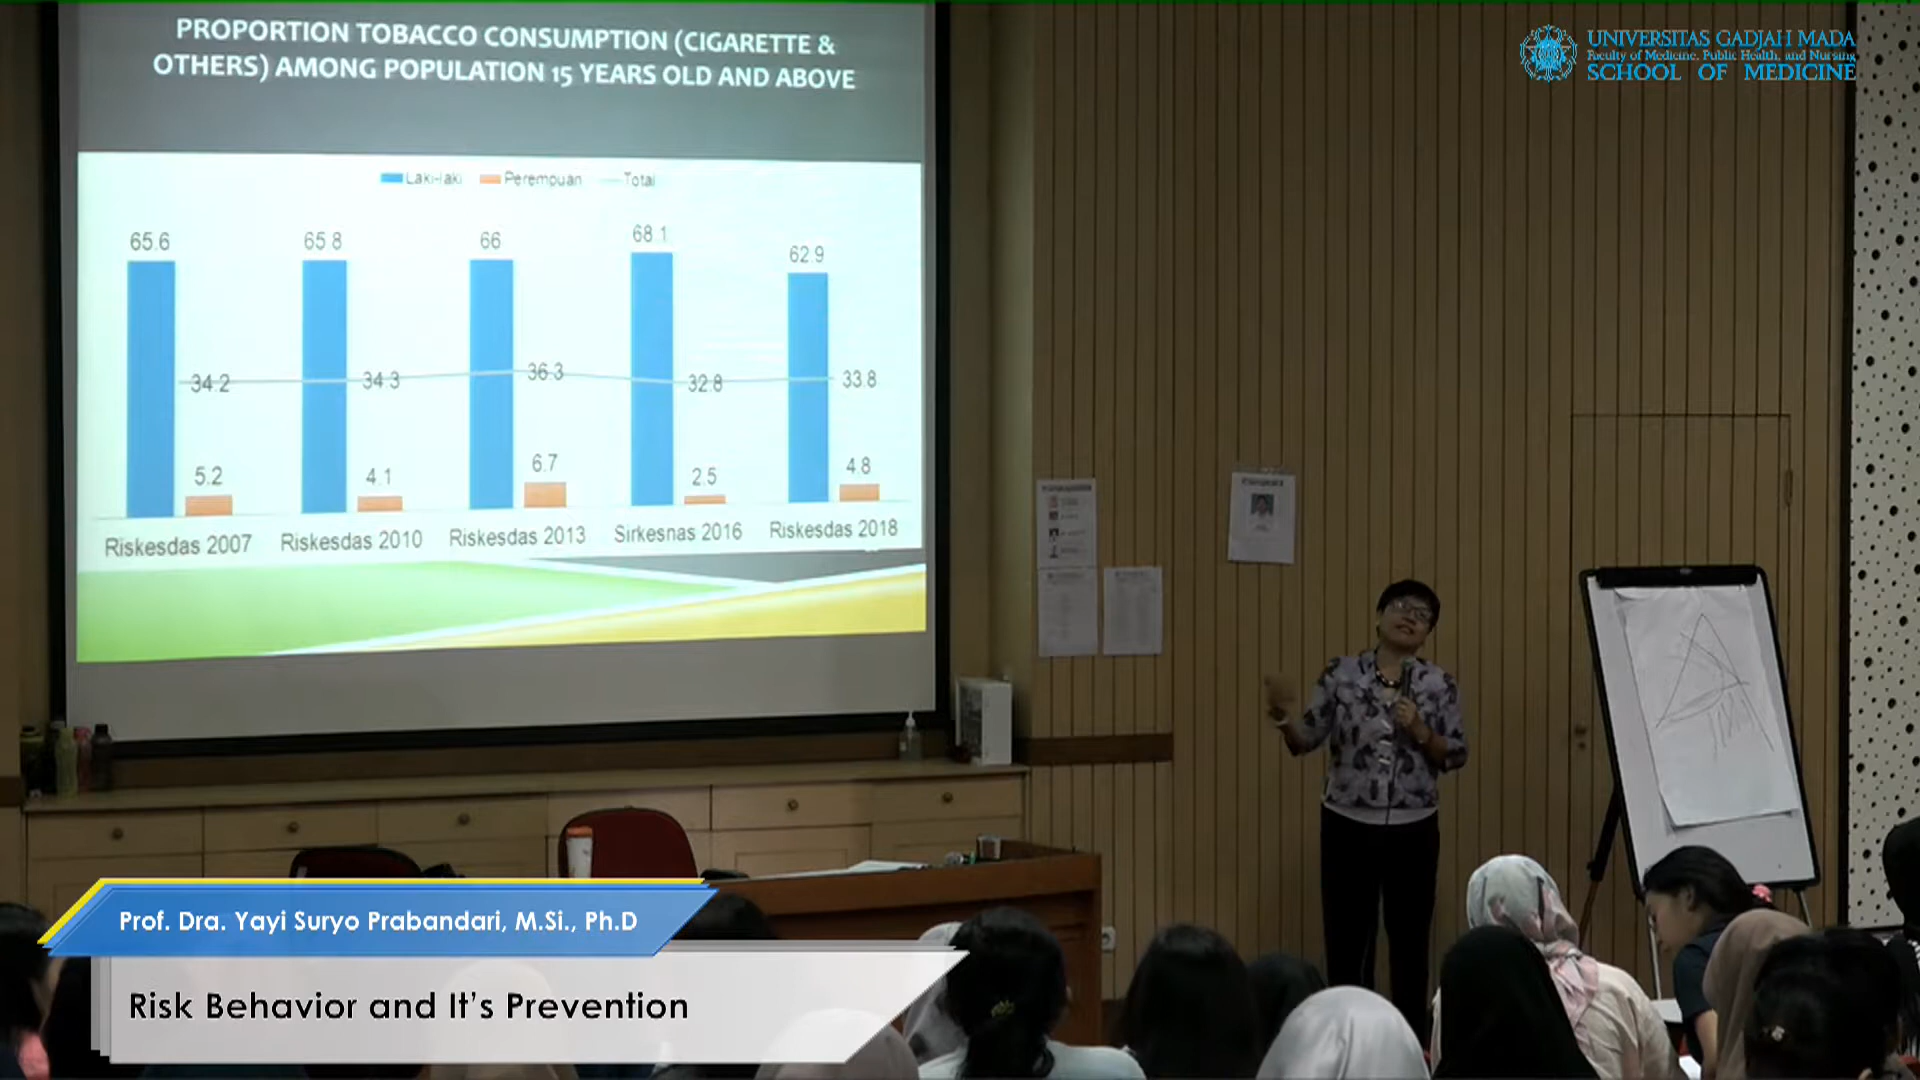 PROPORTION TOBACCO CONSUMPTION (CIGARETTE &
OTHERS) AMONG POPULATION 15 YEARS OLD AND ABOVE
Laki-laki Perempuan Total
65.6 65.8 66 68.1 62.9
34.2 34.3 36.3 32.8 33.8
5.2 4.1 6.7 2.5 4.8
Riskesdas 2007 Riskesdas 2010 Riskesdas 2013 Sirkesnas 2016 Riskesdas 2018
UNIVERSITAS GADJAH MADA
Faculty of Medicine, Public Health, and Nursing
SCHOOL OF MEDICINE
Prof. Dra. Yayi Suryo Prabandari, M.Si., Ph.D
Risk Behavior and It's Prevention